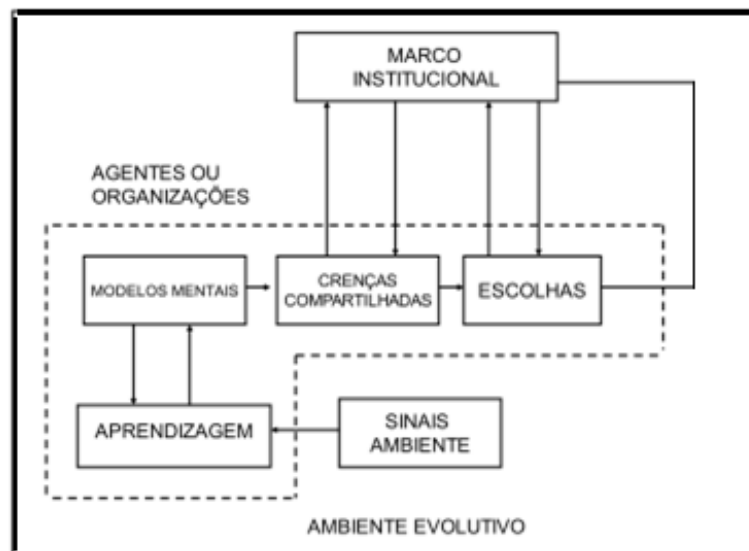 MARCO
INSTITUCIONAL
AGENTES OU
ORGANIZAÇÕES
MODELOS MENTAIS
CRENÇAS
COMPARTILHADAS
ESCOLHAS
APRENDIZAGEM
SINAIS
AMBIENTE
AMBIENTE EVOLUTIVO